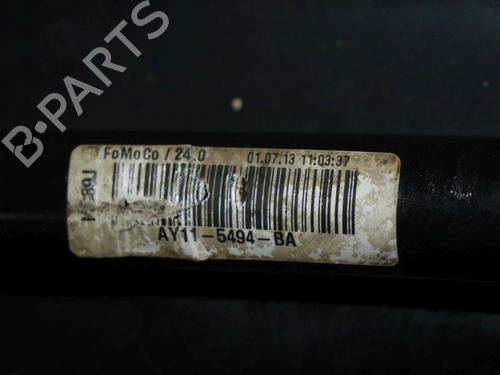 B-PARTS
FoMoCo / 24.0 01.07.13 11:03:37
AY11-5494-BA